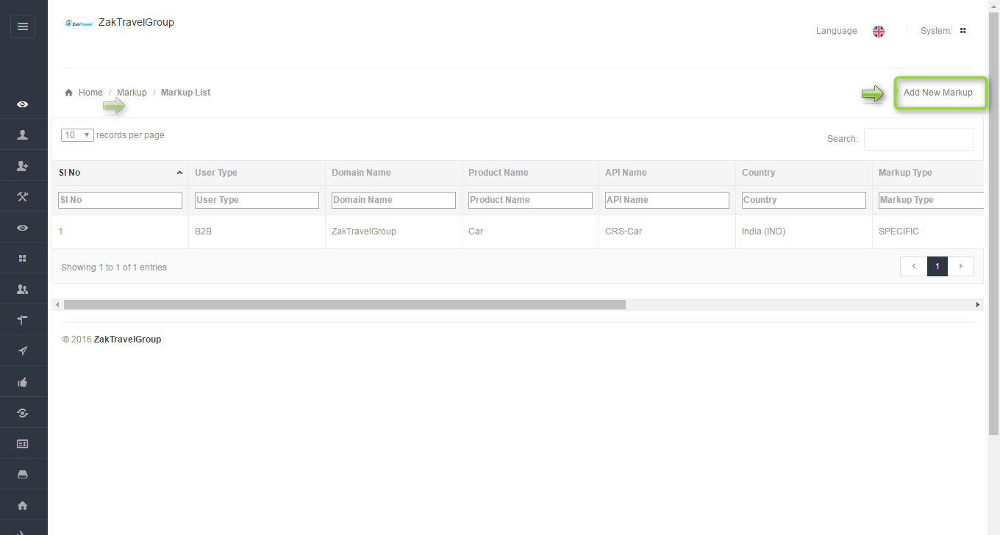 ZakTravel ZakTravelGroup
Language System:
Home / Markup / Markup List / Add New Markup
10 records per page Search:
Sl No User Type Domain Name Product Name API Name Country Markup Type
Sl No User Type Domain Name Product Name API Name Country Markup Type
1 B2B ZakTravelGroup Car CRS-Car India (IND) SPECIFIC
Showing 1 to 1 of 1 entries 1
© 2016 ZakTravelGroup